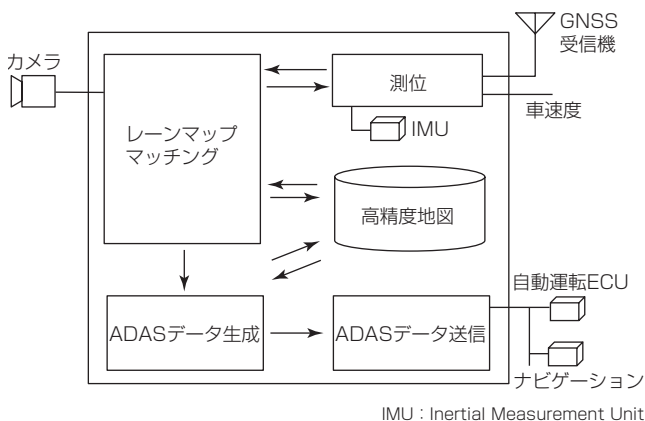 GNSS
受信機
カメラ
測位
車速度
レーンマップ
マッチング
IMU
高精度地図
自動運転ECU
ADASデータ生成
ADASデータ送信
ナビゲーション
IMU：Inertial Measurement Unit